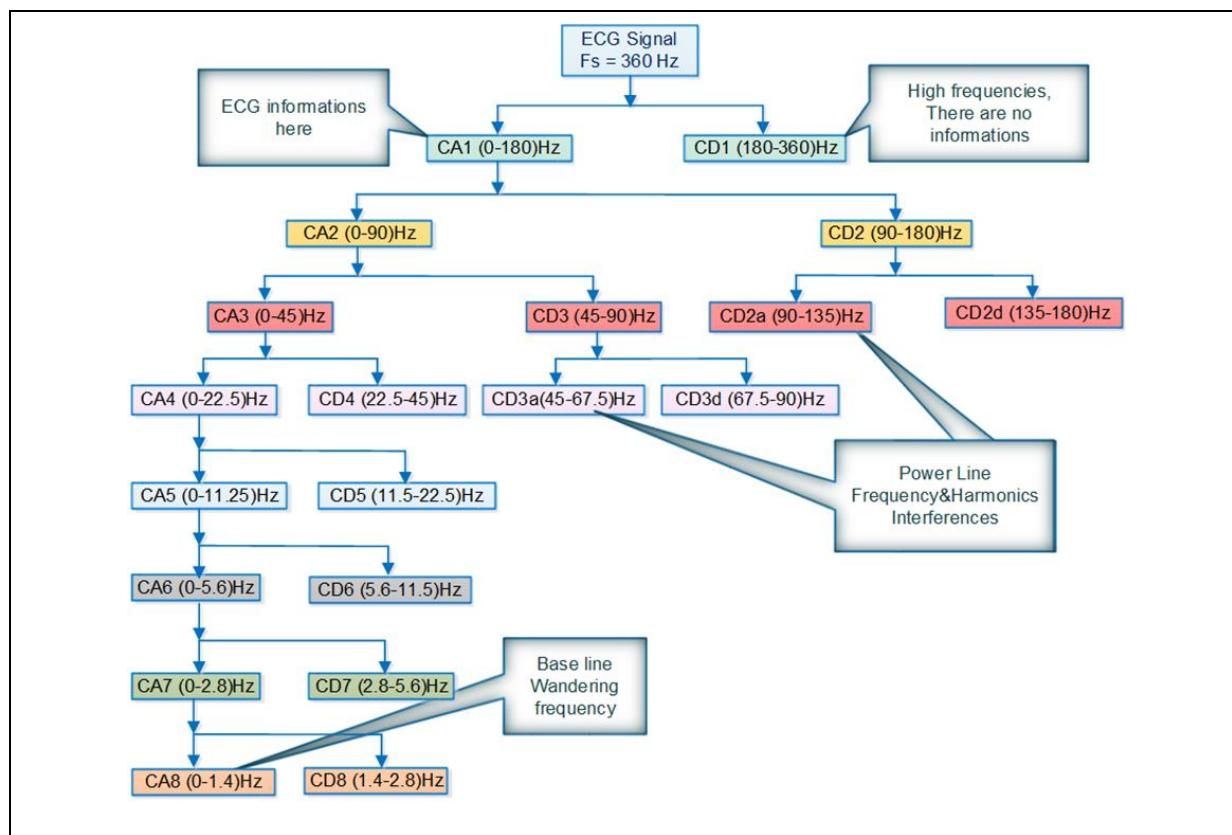 ECG Signal
Fs = 360 Hz
ECG informations
here
High frequencies,
There are no
informations
CA1 (0-180)Hz
CD1 (180-360)Hz
CA2 (0-90)Hz
CD2 (90-180)Hz
CA3 (0-45)Hz
CD3 (45-90)Hz
CD2a (90-135)Hz
CD2d (135-180)Hz
CA4 (0-22.5)Hz
CD4 (22.5-45)Hz
CD3a(45-67.5)Hz
CD3d (67.5-90)Hz
Power Line
Frequency&Harmonics
Interferences
CA5 (0-11.25)Hz
CD5 (11.5-22.5)Hz
CA6 (0-5.6)Hz
CD6 (5.6-11.5)Hz
Base line
Wandering
frequency
CA7 (0-2.8)Hz
CD7 (2.8-5.6)Hz
CA8 (0-1.4)Hz
CD8 (1.4-2.8)Hz